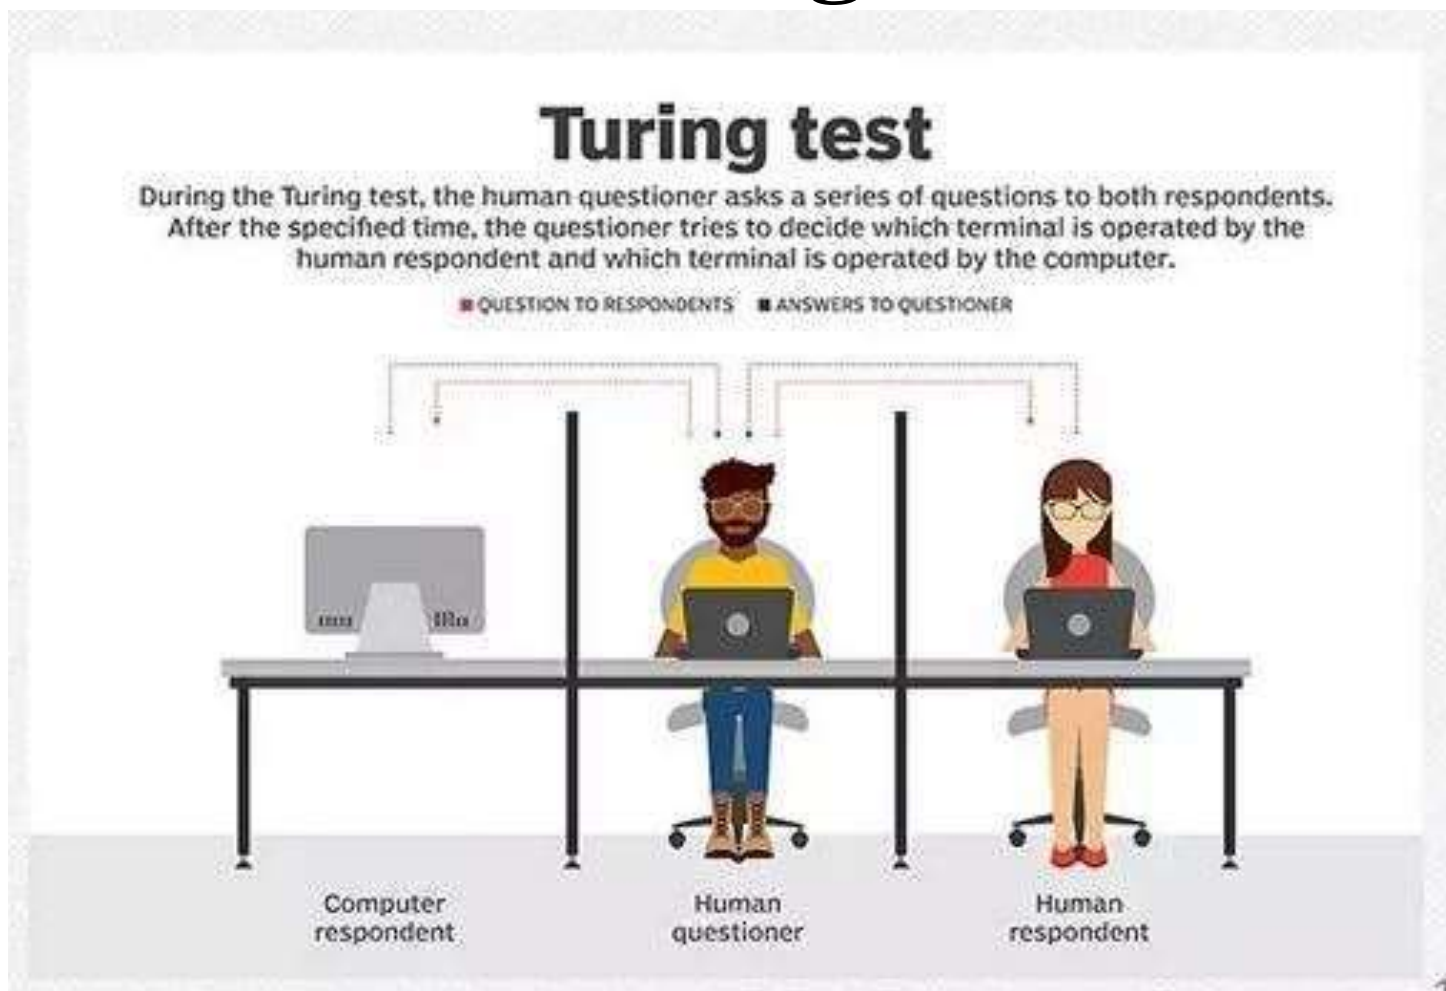 Turing test
During the Turing test, the human questioner asks a series of questions to both respondents.
After the specified time, the questioner tries to decide which terminal is operated by the
human respondent and which terminal is operated by the computer.
QUESTION TO RESPONDENTS ANSWERS TO QUESTIONER
Computer
respondent
Human
questioner
Human
respondent